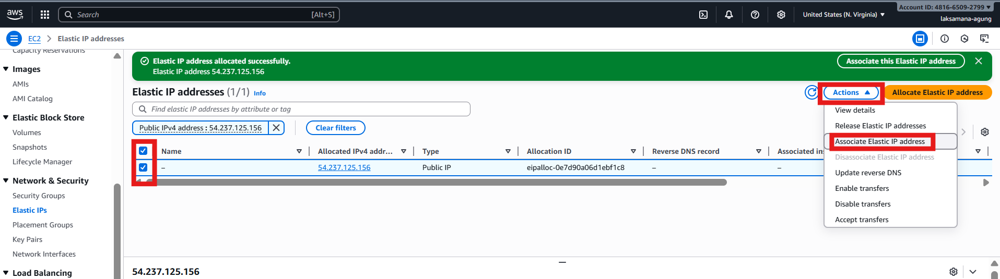 aws
Search
[Alt+S]
United States (N. Virginia)
Account ID: 4816-6509-2799
laksamana-agung
EC2
Elastic IP addresses
Capacity Reservations
Images
AMIs
AMI Catalog
Elastic Block Store
Volumes
Snapshots
Lifecycle Manager
Network & Security
Security Groups
Elastic IPs
Placement Groups
Key Pairs
Network Interfaces
Load Balancing
Elastic IP address allocated successfully.
Elastic IP address 54.237.125.156
Associate this Elastic IP address
Elastic IP addresses (1/1) Info
Actions
Allocate Elastic IP address
Find elastic IP addresses by attribute or tag
Public IPv4 address : 54.237.125.156
Clear filters
View details
Release Elastic IP addresses
Associate Elastic IP address
Disassociate Elastic IP address
Update reverse DNS
Enable transfers
Disable transfers
Accept transfers
Name
Allocated IPv4 addr...
Type
Allocation ID
Reverse DNS record
Associated in
–
54.237.125.156
Public IP
eipalloc-0e7d90a06d1ebf1c8
–
–
54.237.125.156